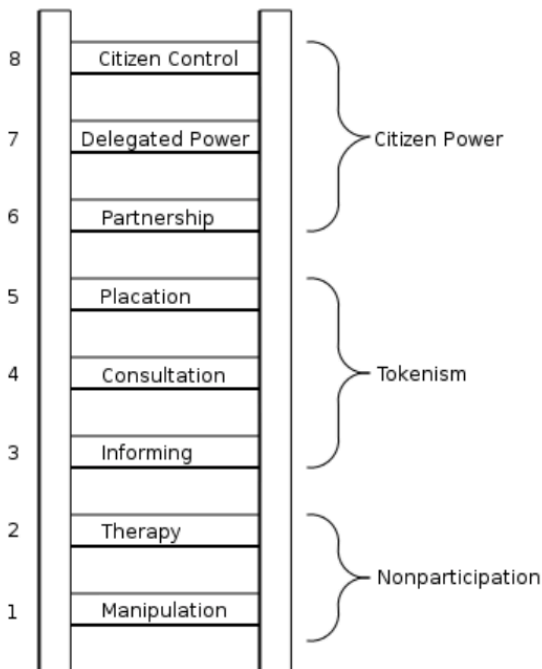 8 Citizen Control
7 Delegated Power Citizen Power
6 Partnership
5 Placation
4 Consultation Tokenism
3 Informing
2 Therapy
Nonparticipation
1 Manipulation